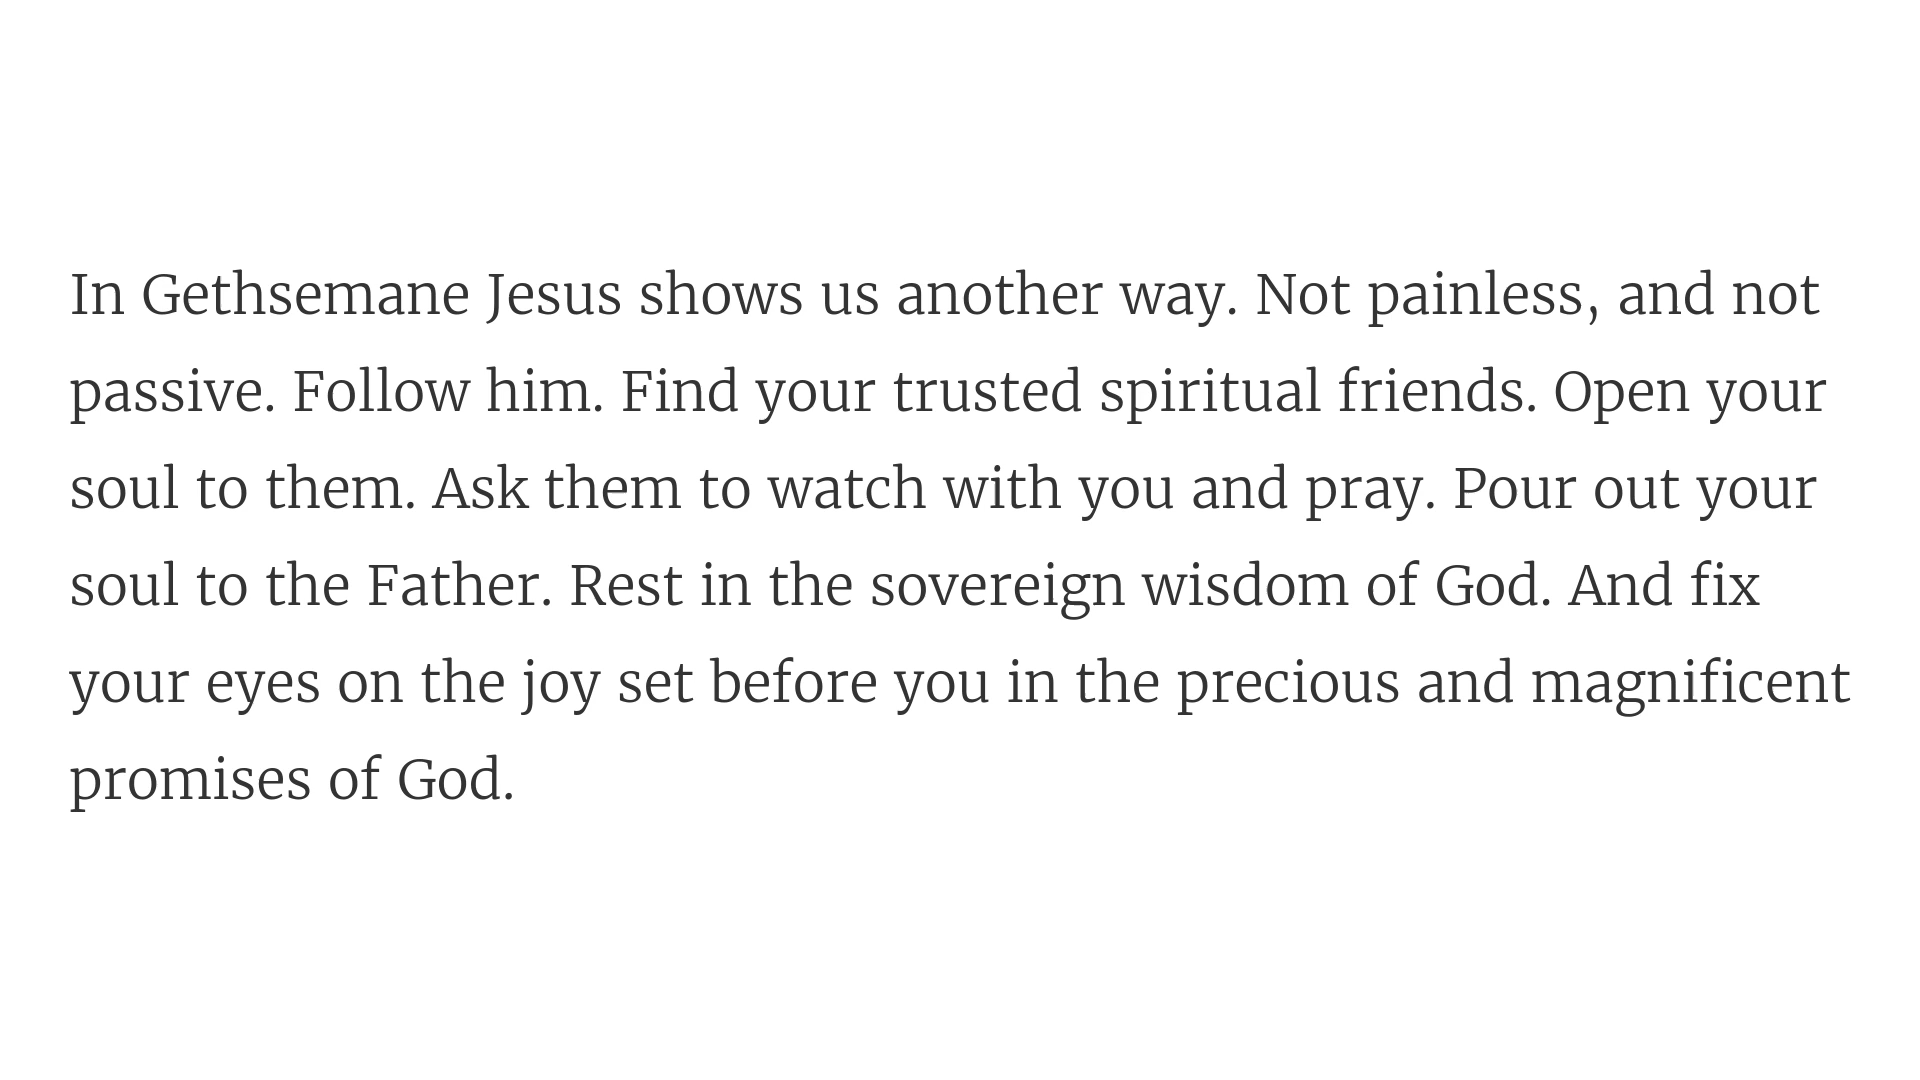 In Gethsemane Jesus shows us another way. Not painless, and not
passive. Follow him. Find your trusted spiritual friends. Open your
soul to them. Ask them to watch with you and pray. Pour out your
soul to the Father. Rest in the sovereign wisdom of God. And fix
your eyes on the joy set before you in the precious and magnificent
promises of God.